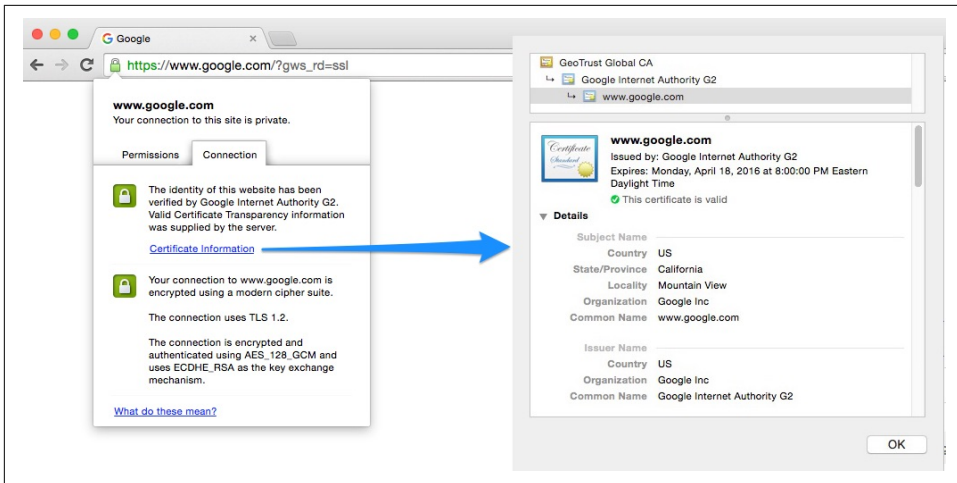 Google
https://www.google.com/?gws_rd=ssl
www.google.com
Your connection to this site is private.
Permissions Connection
The identity of this website has been
verified by Google Internet Authority G2.
Valid Certificate Transparency information
was supplied by the server.
Certificate Information
Your connection to www.google.com is
encrypted using a modern cipher suite.
The connection uses TLS 1.2.
The connection is encrypted and
authenticated using AES_128_GCM and
uses ECDHE_RSA as the key exchange
mechanism.
What do these mean?
GeoTrust Global CA
Google Internet Authority G2
www.google.com
Certificate
Standard
www.google.com
Issued by: Google Internet Authority G2
Expires: Monday, April 18, 2016 at 8:00:00 PM Eastern
Daylight Time
This certificate is valid
Details
Subject Name
Country US
State/Province California
Locality Mountain View
Organization Google Inc
Common Name www.google.com
Issuer Name
Country US
Organization Google Inc
Common Name Google Internet Authority G2
OK